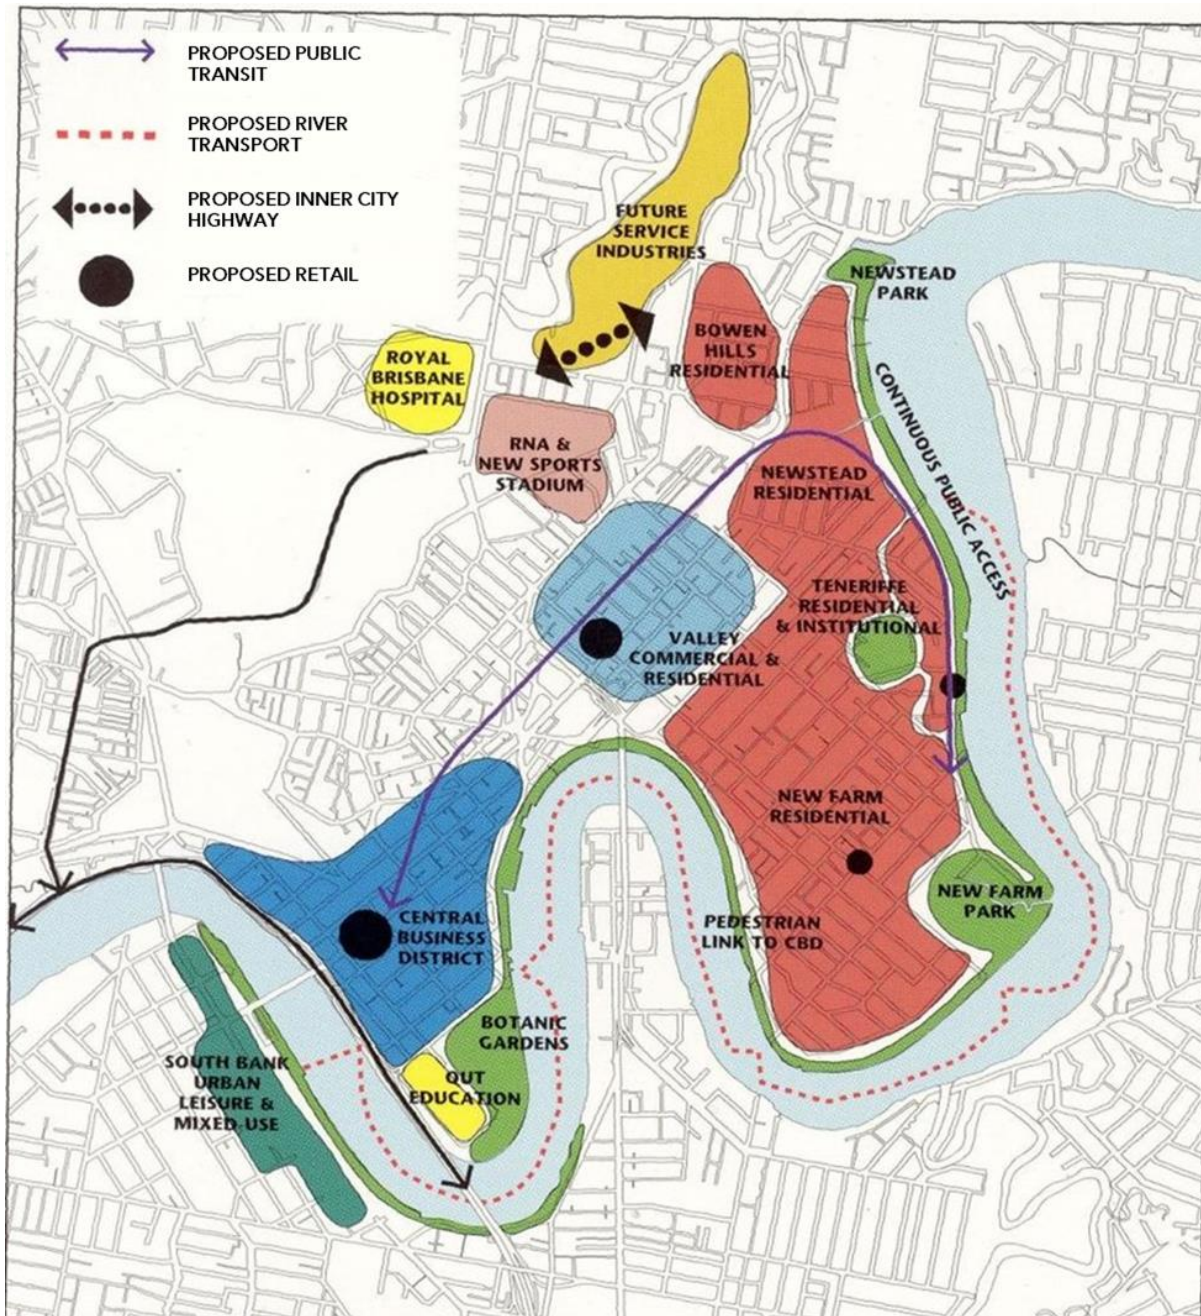 PROPOSED PUBLIC
TRANSIT
PROPOSED RIVER
TRANSPORT
PROPOSED INNER CITY
HIGHWAY
PROPOSED RETAIL
FUTURE
SERVICE
INDUSTRIES
NEWSTEAD
PARK
ROYAL
BRISBANE
HOSPITAL
BOWEN
HILLS
RESIDENTIAL
CONTINUOUS PUBLIC ACCESS
RNA &
NEW SPORTS
STADIUM
NEWSTEAD
RESIDENTIAL
TENERIFFE
RESIDENTIAL
& INSTITUTIONAL
VALLEY
COMMERCIAL &
RESIDENTIAL
NEW FARM
RESIDENTIAL
NEW FARM
PARK
PEDESTRIAN
LINK TO CBD
CENTRAL
BUSINESS
DISTRICT
BOTANIC
GARDENS
QUT
EDUCATION
SOUTH BANK
URBAN
LEISURE &
MIXED-USE